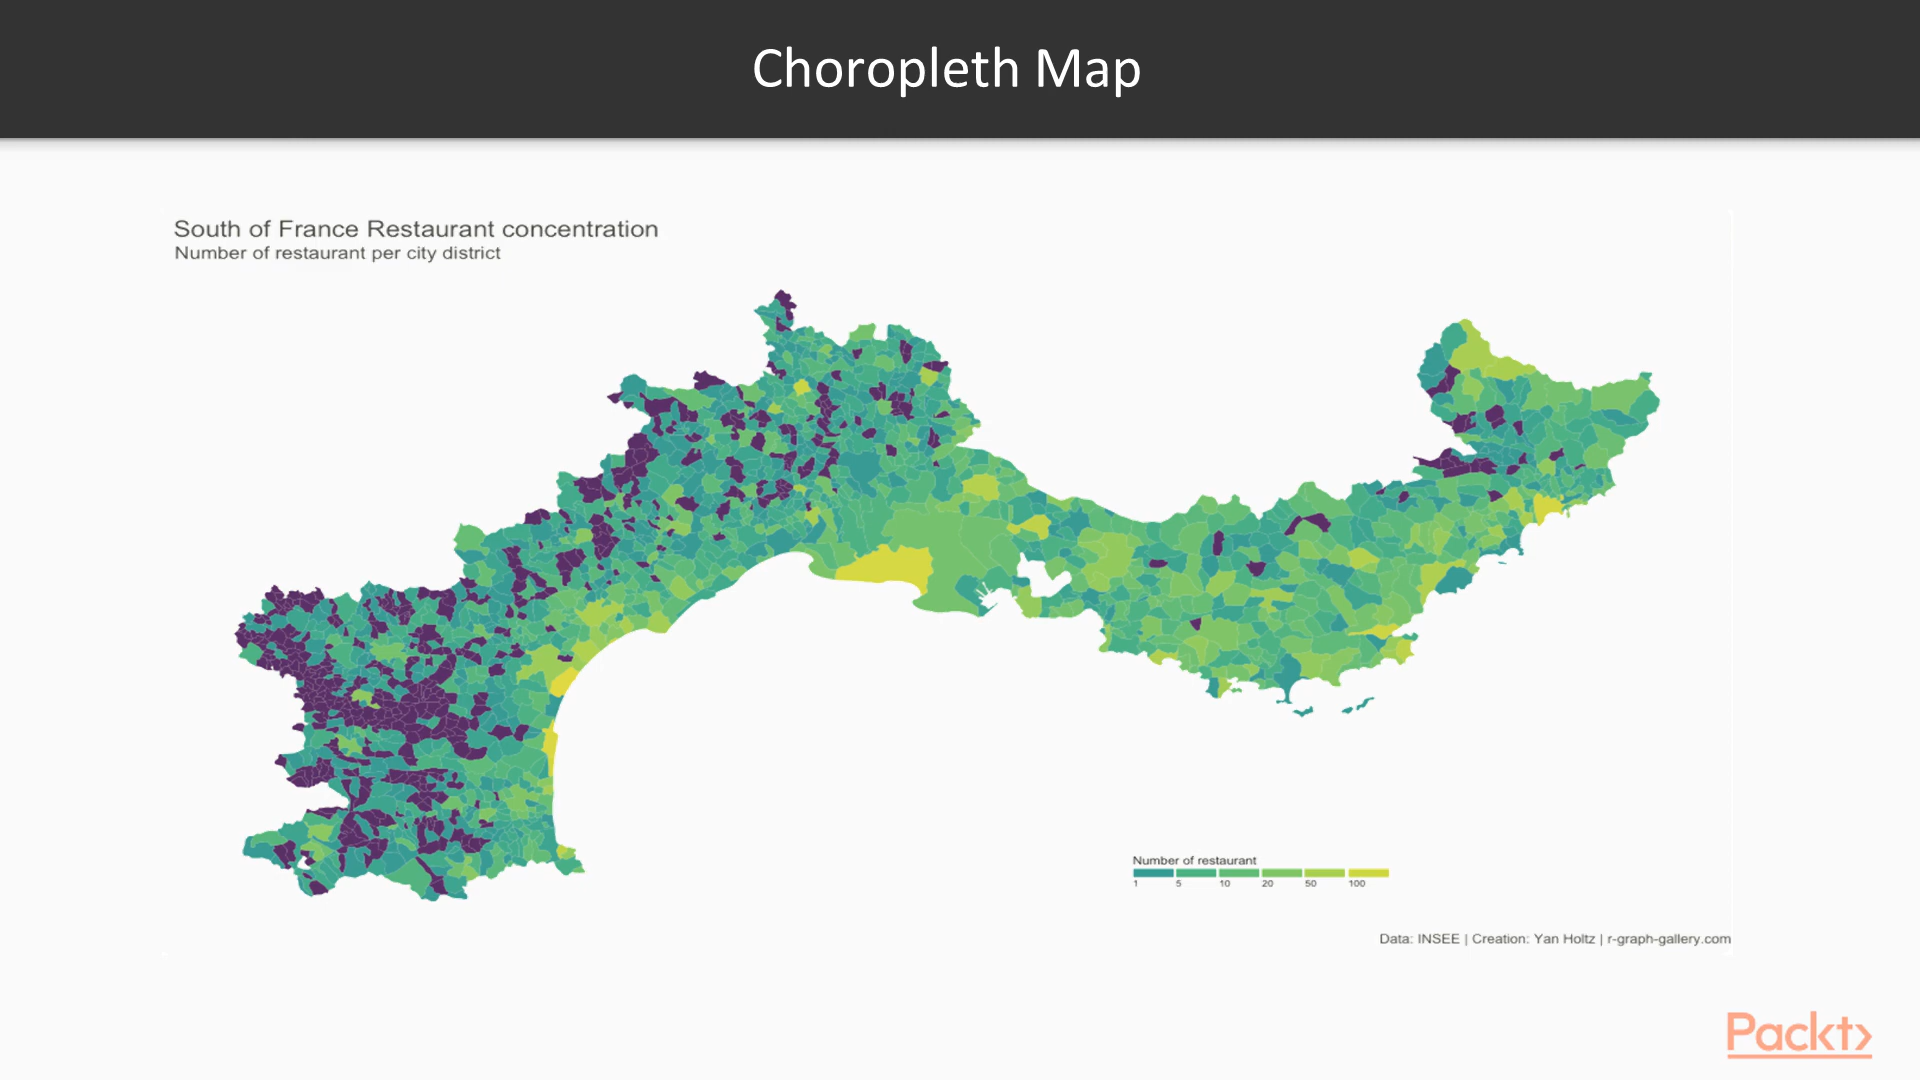 Choropleth Map
South of France Restaurant concentration
Number of restaurant per city district
Number of restaurant
1 5 10 20 50 100
Data: INSEE | Creation: Yan Holtz | r-graph-gallery.com
Packt>